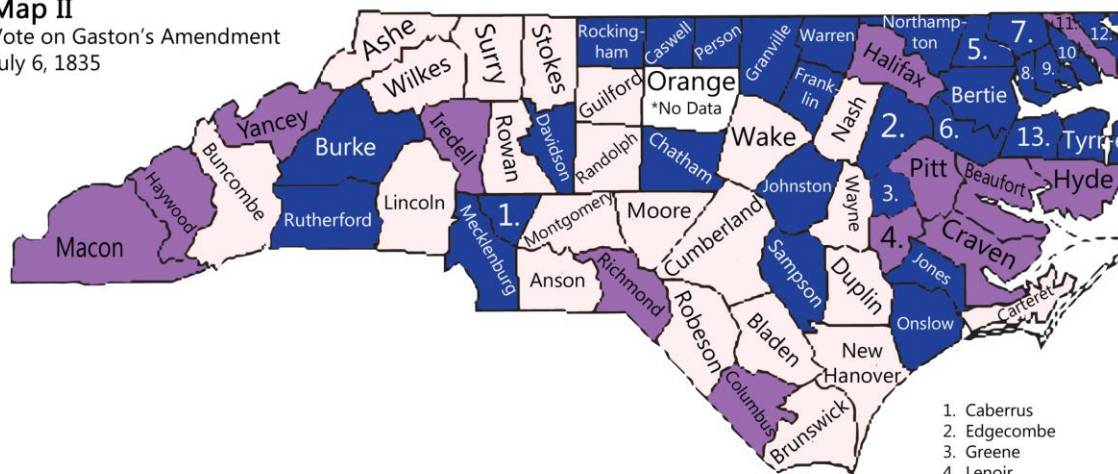 Map II
Vote on Gaston's Amendment
uly 6, 1835
Ashe
Surry
Stokes
Rocking-
ham
Caswell
Person
Granville
Warren
Northamp-
ton
5.
7.
11.
12.
10
Wilkes
Guilford
Orange
*No Data
Frank-
lin
Halifax
8.
9.
Bertie
Yancey
Burke
Iredell
Rowan
Davidson
Randolph
Chatham
Wake
Nash
2.
6.
13.
Tyrre
Buncombe
Haywood
Macon
Rutherford
Lincoln
Mecklenburg
1.
Montgomery
Moore
Cumberland
Johnston
Wayne
3.
Pitt
Beaufort
Hyde
4.
Craven
Anson
Richmond
Sampson
Duplin
Jones
Onslow
Carteret
Robeson
Bladen
New
Hanover
Columbus
Brunswick
1. Caberrus
2. Edgecombe
3. Greene
4. Lenoir